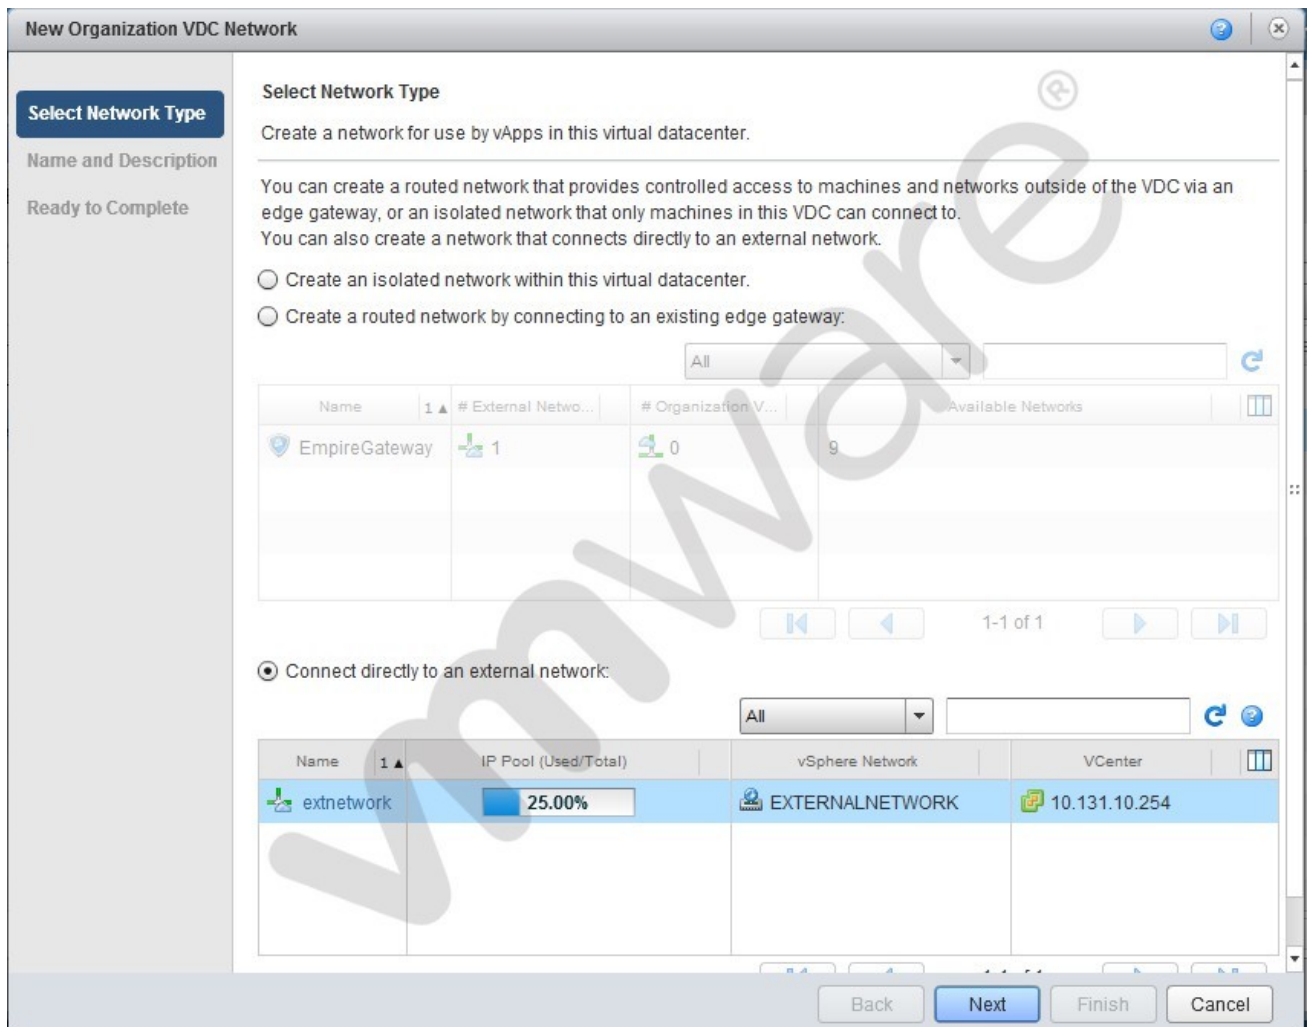 New Organization VDC Network
Select Network Type
Name and Description
Ready to Complete
Select Network Type
Create a network for use by vApps in this virtual datacenter.
You can create a routed network that provides controlled access to machines and networks outside of the VDC via an
edge gateway, or an isolated network that only machines in this VDC can connect to.
You can also create a network that connects directly to an external network.
Create an isolated network within this virtual datacenter.
Create a routed network by connecting to an existing edge gateway:
All
Name 1 ▲ # External Netwo... # Organization V... Available Networks
EmpireGateway 1 0 9
1-1 of 1
Connect directly to an external network:
All
Name 1 ▲ IP Pool (Used/Total) vSphere Network VCenter
extnetwork 25.00% EXTERNALNETWORK 10.131.10.254
Back Next Finish Cancel
vmware®